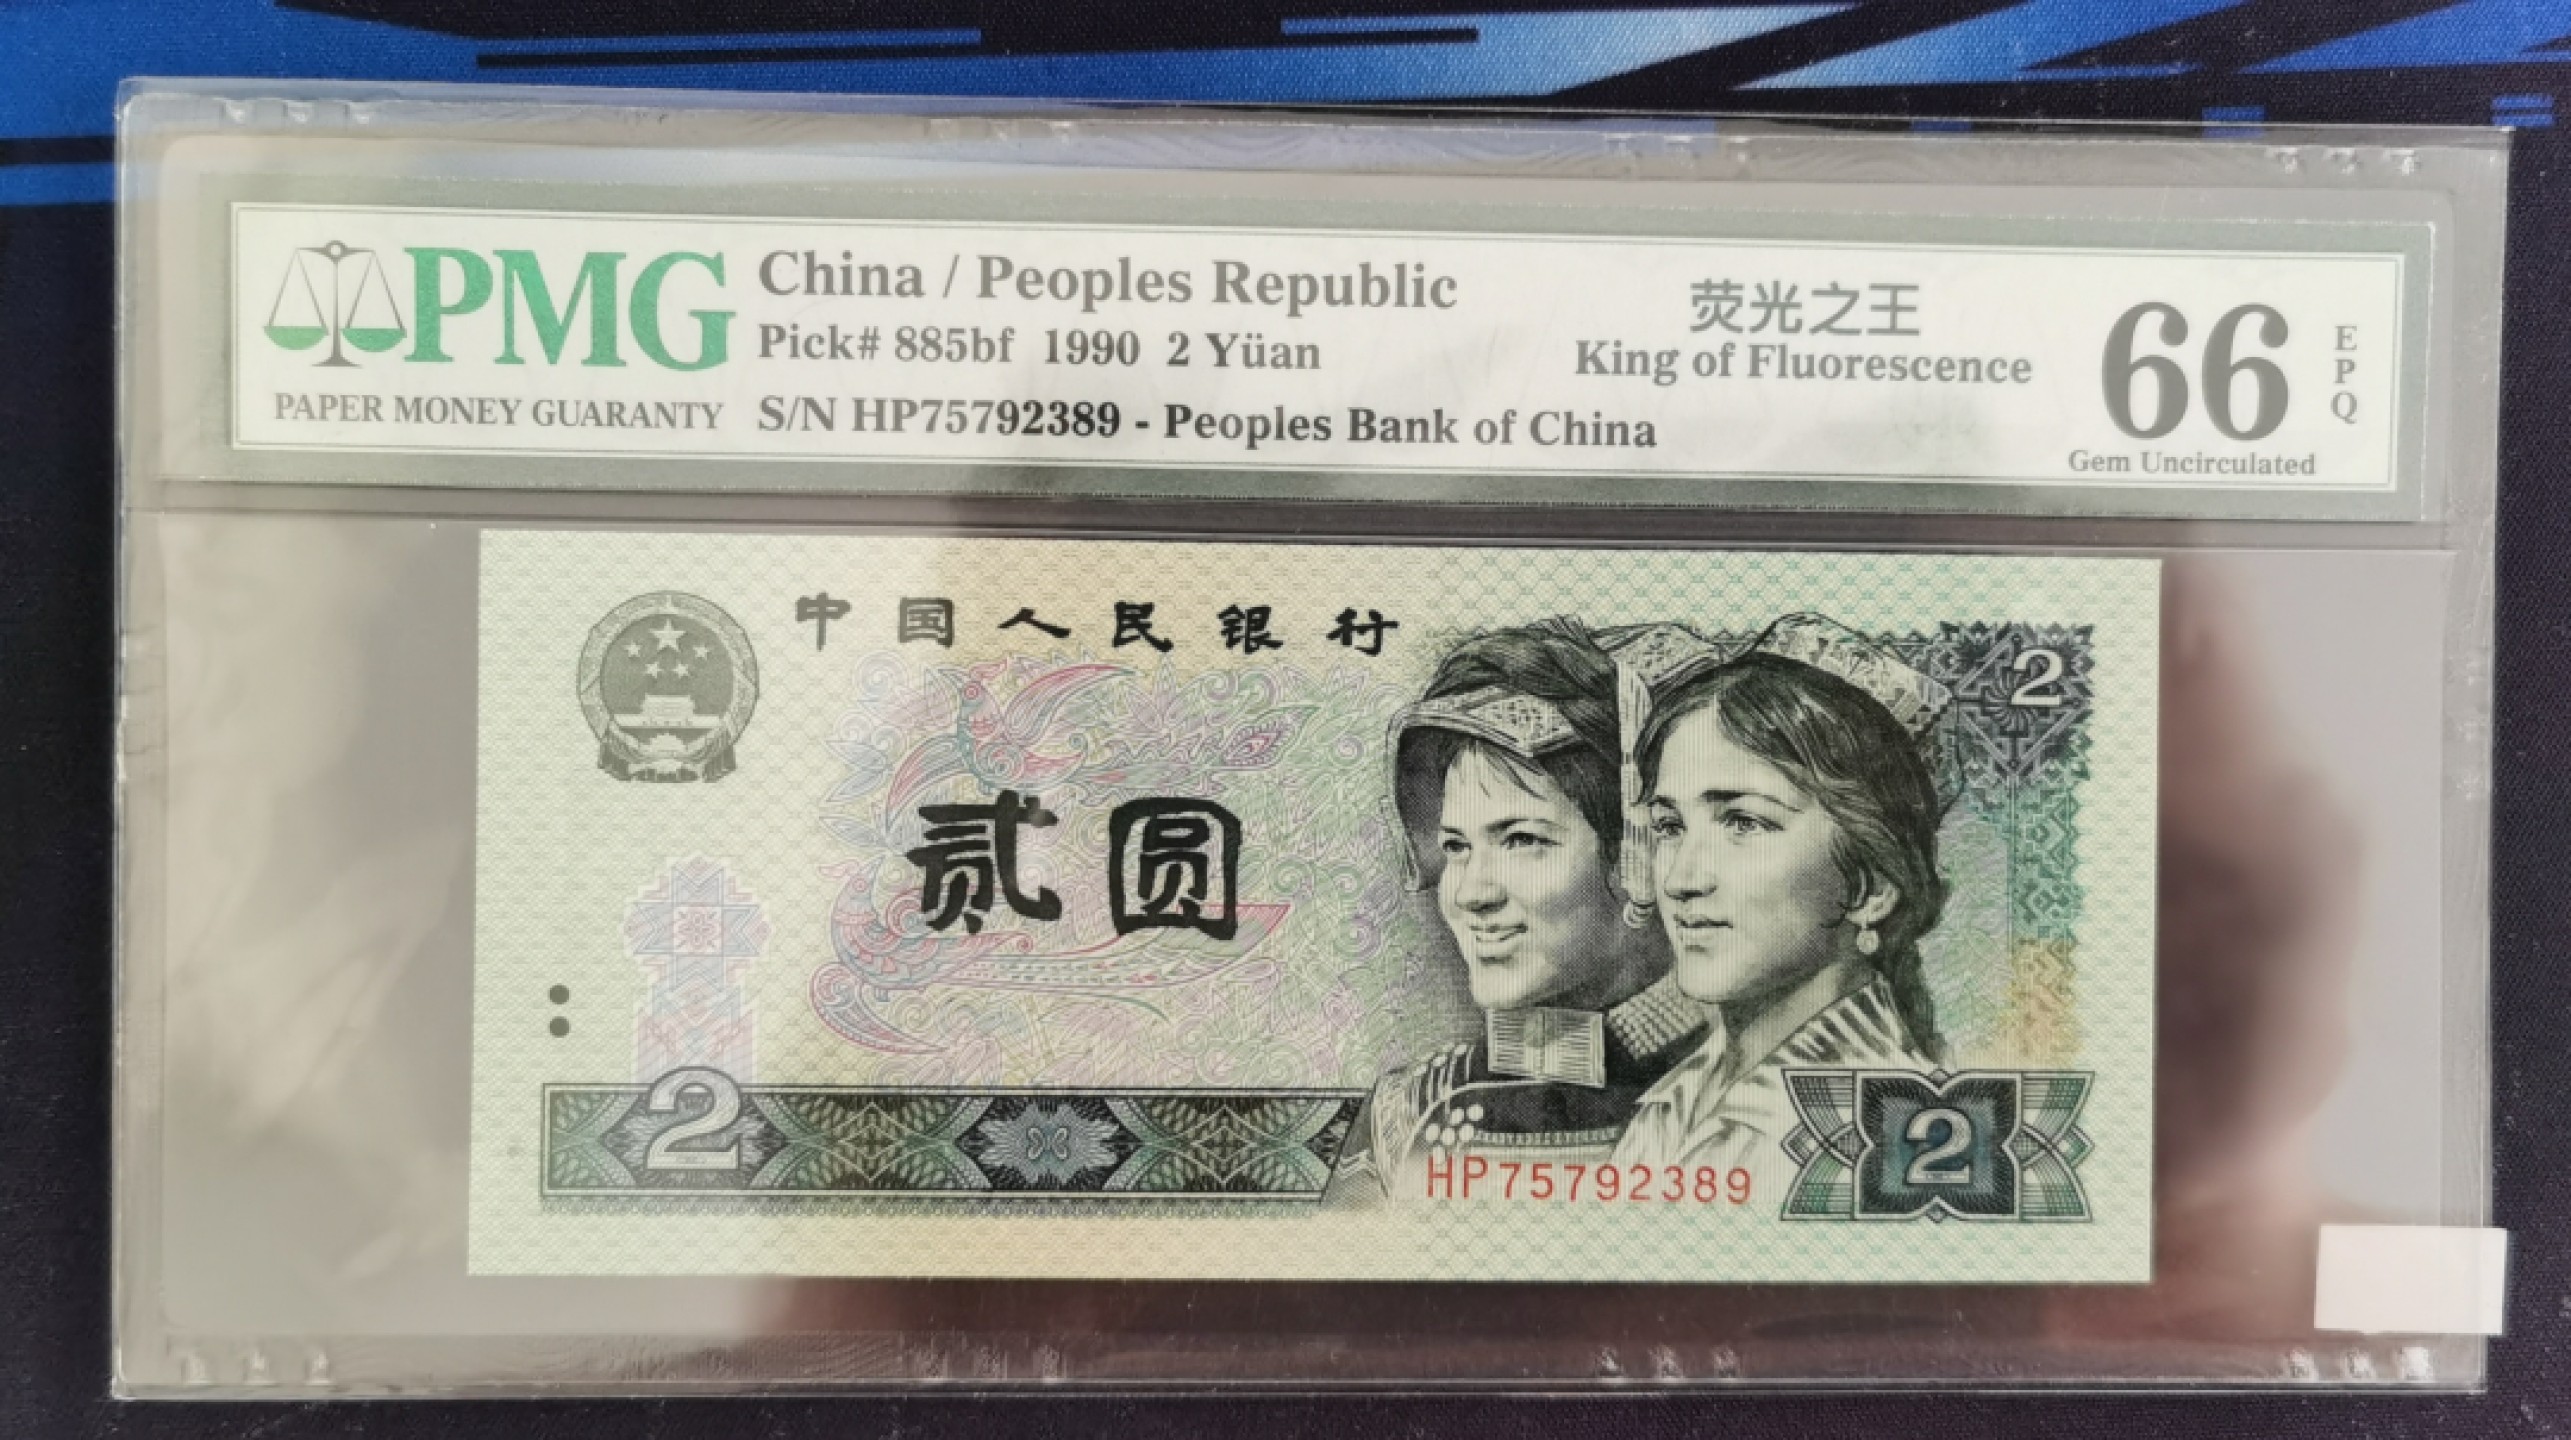 PMG
PAPER MONEY GUARANTY
China / Peoples Republic
Pick# 885bf 1990 2 Yüan
S/N HP75792389 - Peoples Bank of China
荧光之王
King of Fluorescence
66
EPQ
Gem Uncirculated
中国人民银行
2
贰圆
2
HP75792389
2